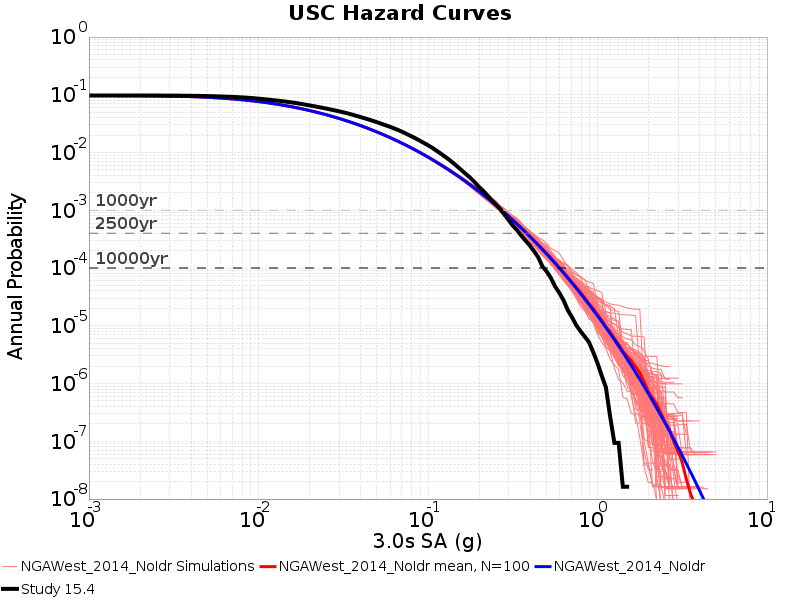 USC Hazard Curves
10^0
10^-1
10^-2
10^-3
10^-4
10^-5
10^-6
10^-7
10^-8
Annual Probability
1000yr
2500yr
10000yr
10^-3 10^-2 10^-1 10^0 10^1
3.0s SA (g)
NGAWest_2014_NoIdr Simulations NGAWest_2014_NoIdr mean, N=100 NGAWest_2014_NoIdr
Study 15.4